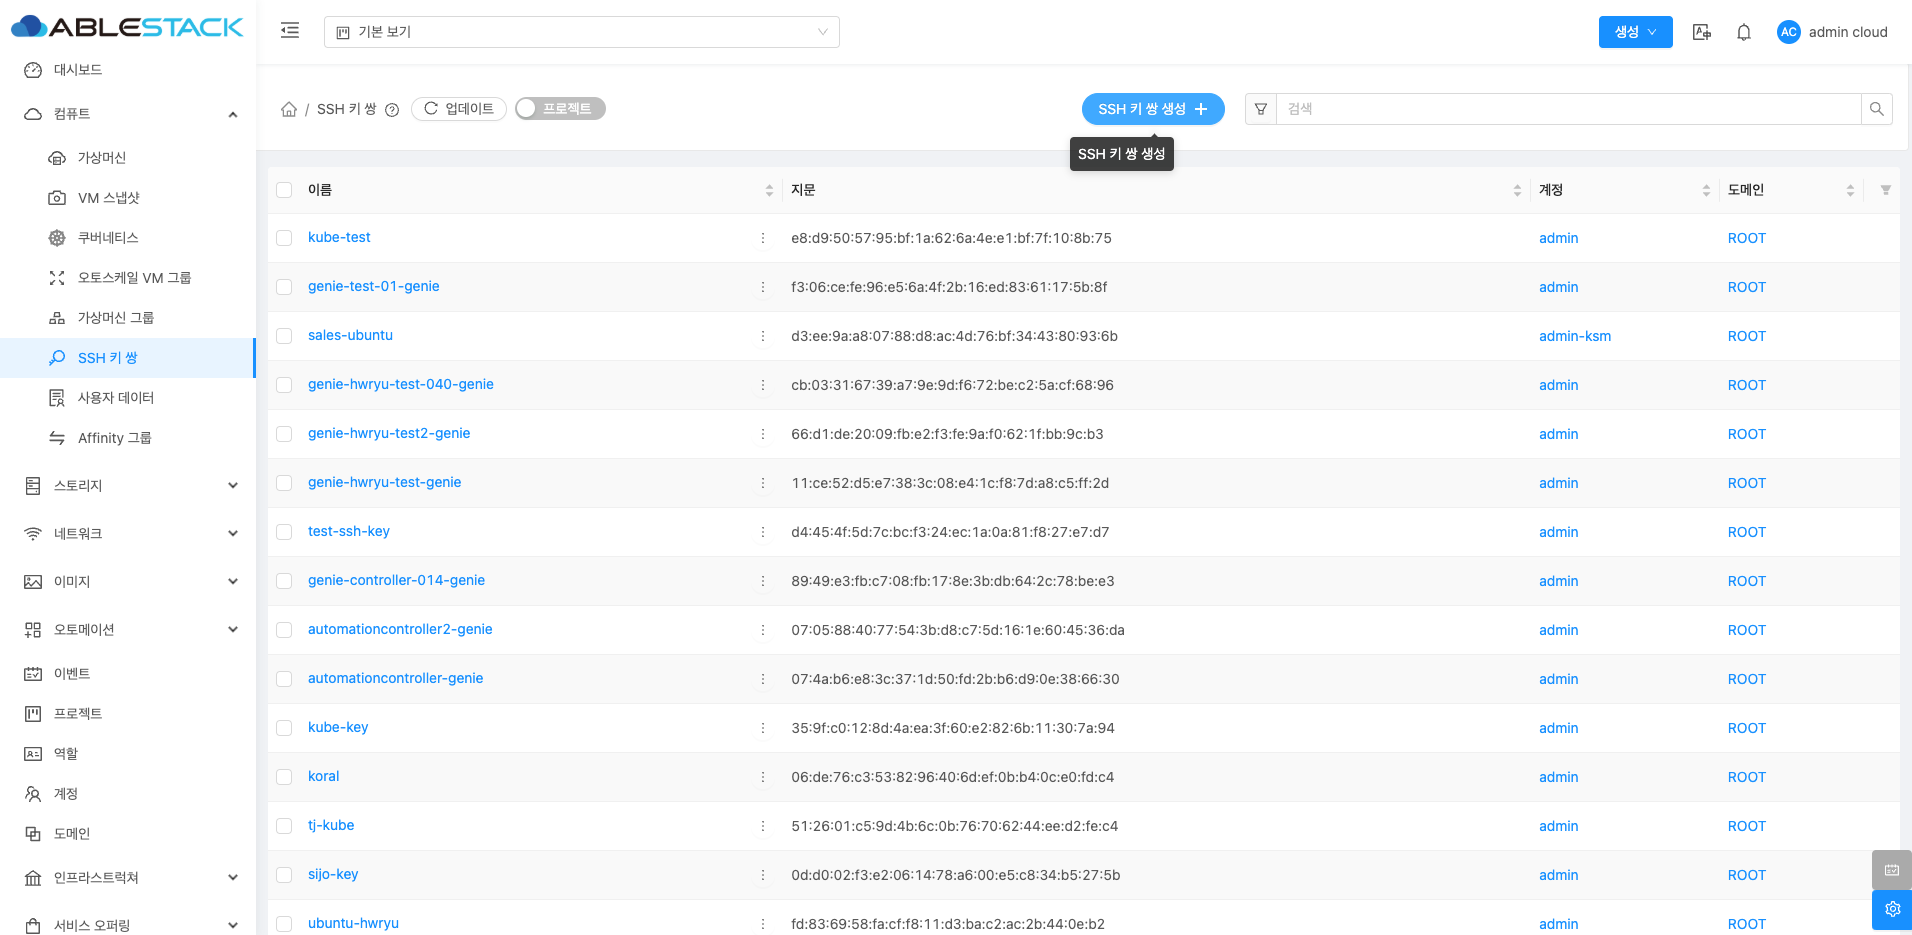 ABLESTACK
기본 보기
생성
AC admin cloud
대시보드
컴퓨트
가상머신
VM 스냅샷
쿠버네티스
오토스케일 VM 그룹
가상머신 그룹
SSH 키 쌍
사용자 데이터
Affinity 그룹
스토리지
네트워크
이미지
오토메이션
이벤트
프로젝트
역할
계정
도메인
인프라스트럭쳐
서비스 오퍼링
/ SSH 키 쌍 업데이트 프로젝트
SSH 키 쌍 생성 +
검색
SSH 키 쌍 생성
이름 지문 계정 도메인
kube-test e8:d9:50:57:95:bf:1a:62:6a:4e:e1:bf:7f:10:8b:75 admin ROOT
genie-test-01-genie f3:06:ce:fe:96:e5:6a:4f:2b:16:ed:83:61:17:5b:8f admin ROOT
sales-ubuntu d3:ee:9a:a8:07:88:d8:ac:4d:76:bf:34:43:80:93:6b admin-ksm ROOT
genie-hwryu-test-040-genie cb:03:31:67:39:a7:9e:9d:f6:72:be:c2:5a:cf:68:96 admin ROOT
genie-hwryu-test2-genie 66:d1:de:20:09:fb:e2:f3:fe:9a:f0:62:1f:bb:9c:b3 admin ROOT
genie-hwryu-test-genie 11:ce:52:d5:e7:38:3c:08:e4:1c:f8:7d:a8:c5:ff:2d admin ROOT
test-ssh-key d4:45:4f:5d:7c:bc:f3:24:ec:1a:0a:81:f8:27:e7:d7 admin ROOT
genie-controller-014-genie 89:49:e3:fb:c7:08:fb:17:8e:3b:db:64:2c:78:be:e3 admin ROOT
automationcontroller2-genie 07:05:88:40:77:54:3b:d8:c7:5d:16:1e:60:45:36:da admin ROOT
automationcontroller-genie 07:4a:b6:e8:3c:37:1d:50:fd:2b:b6:d9:0e:38:66:30 admin ROOT
kube-key 35:9f:c0:12:8d:4a:ea:3f:60:e2:82:6b:11:30:7a:94 admin ROOT
koral 06:de:76:c3:53:82:96:40:6d:ef:0b:b4:0c:e0:fd:c4 admin ROOT
tj-kube 51:26:01:c5:9d:4b:6c:0b:76:70:62:44:ee:d2:fe:c4 admin ROOT
sijo-key 0d:d0:02:f3:e2:06:14:78:a6:00:e5:c8:34:b5:27:5b admin ROOT
ubuntu-hwryu fd:83:69:58:fa:cf:f8:11:d3:ba:c2:ac:2b:44:0e:b2 admin ROOT